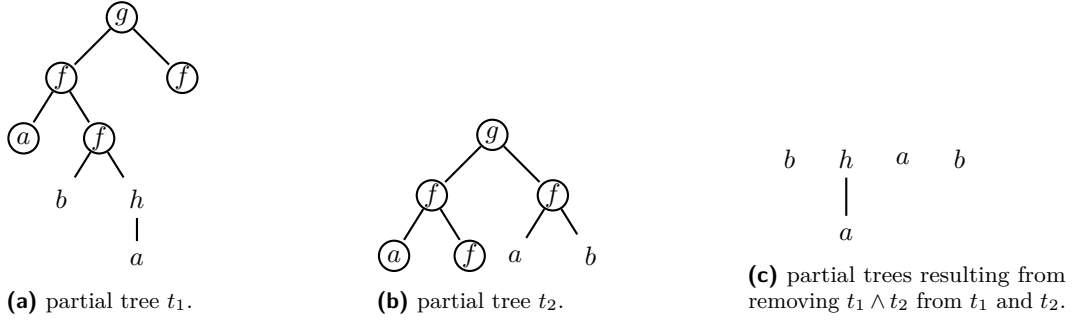 g
f f
a f
b h
a
(a) partial tree t₁.
g
f f
a f a b
(b) partial tree t₂.
b h a b
a
(c) partial trees resulting from
removing t₁ ∧ t₂ from t₁ and t₂.